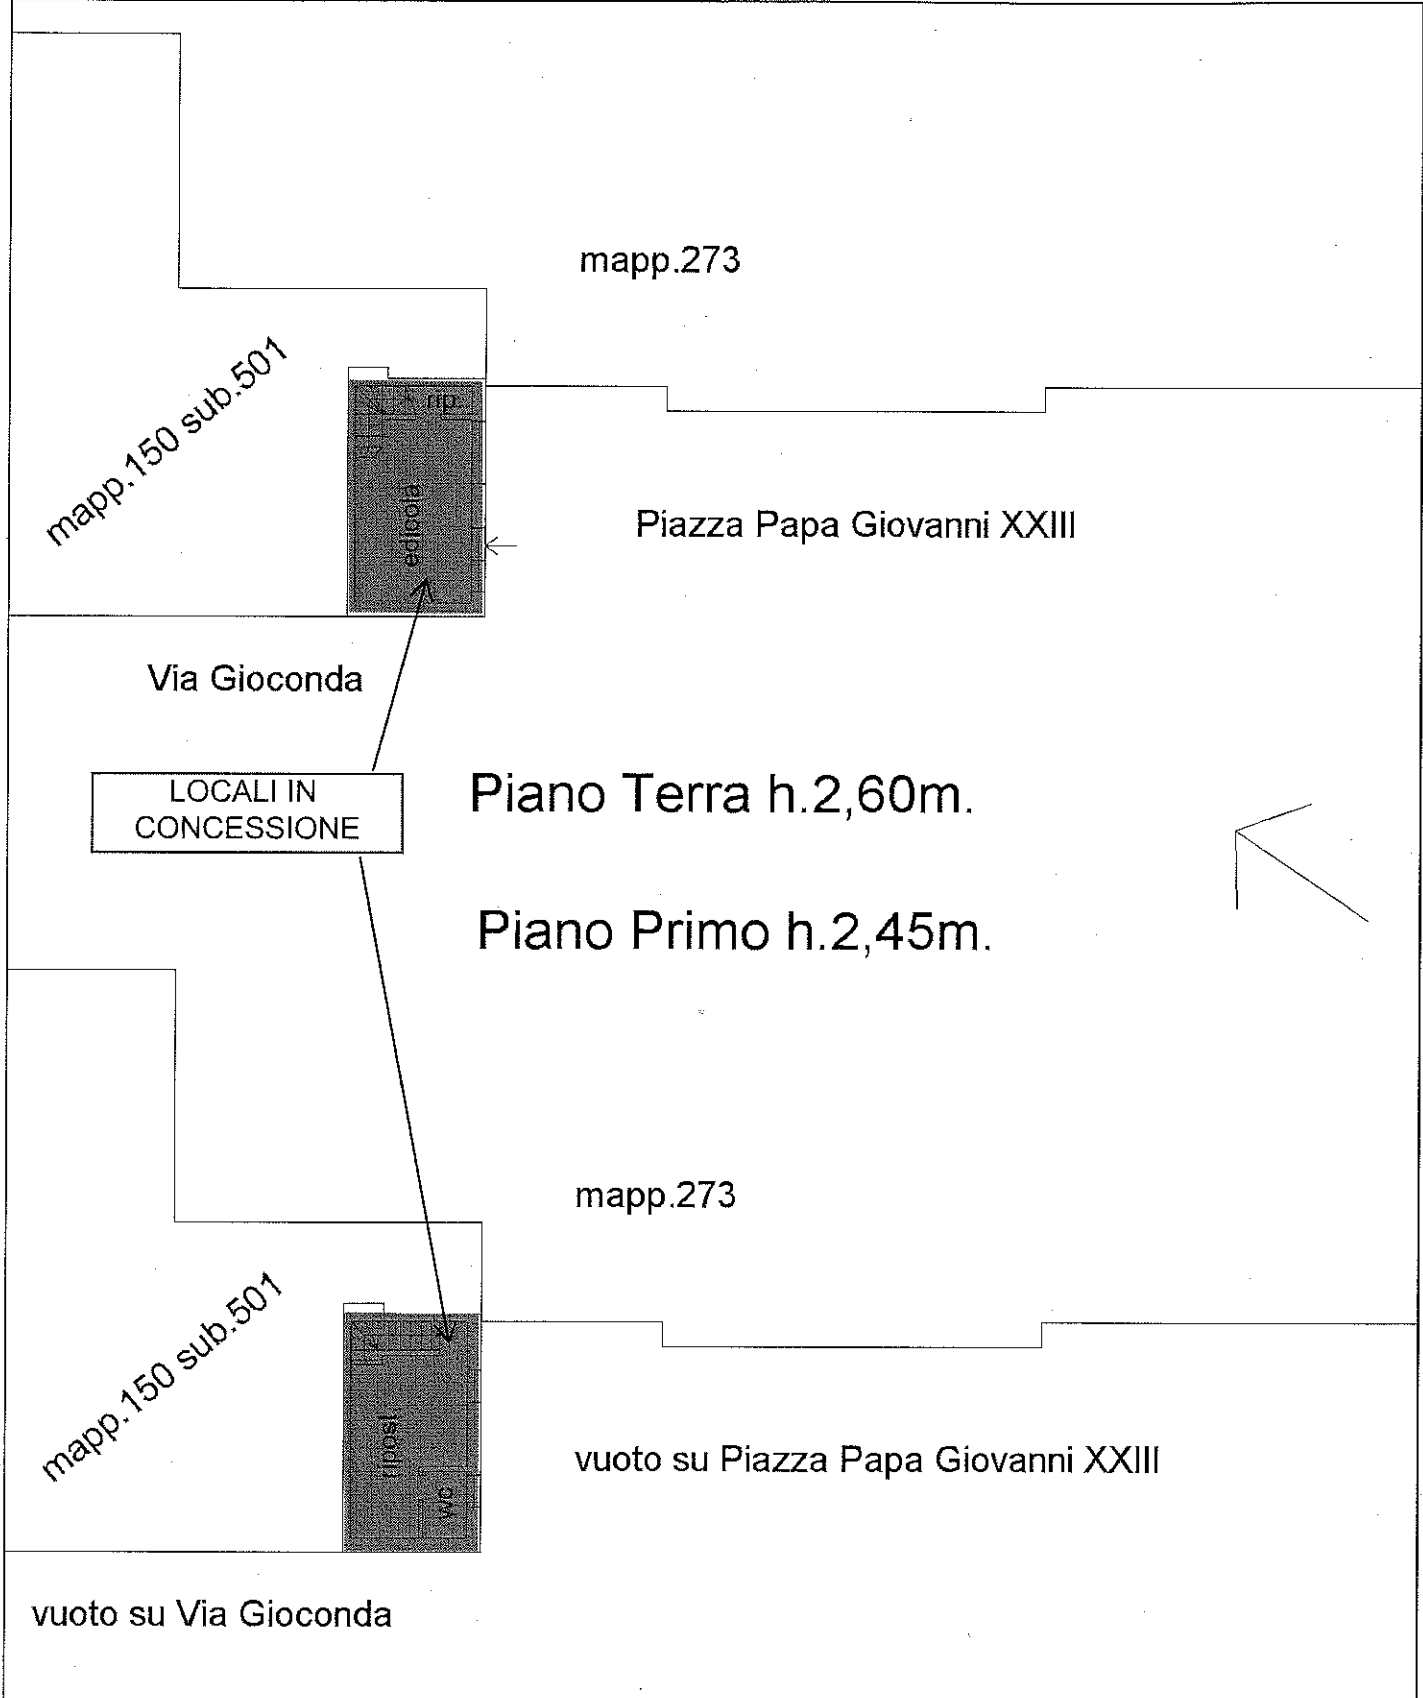 mapp.273
mapp.150 sub.501
rip.
edicola
Piazza Papa Giovanni XXIII
Via Gioconda
LOCALI IN
CONCESSIONE
Piano Terra h.2,60m.
Piano Primo h.2,45m.
mapp.273
mapp.150 sub.501
ripost.
wc
vuoto su Piazza Papa Giovanni XXIII
vuoto su Via Gioconda